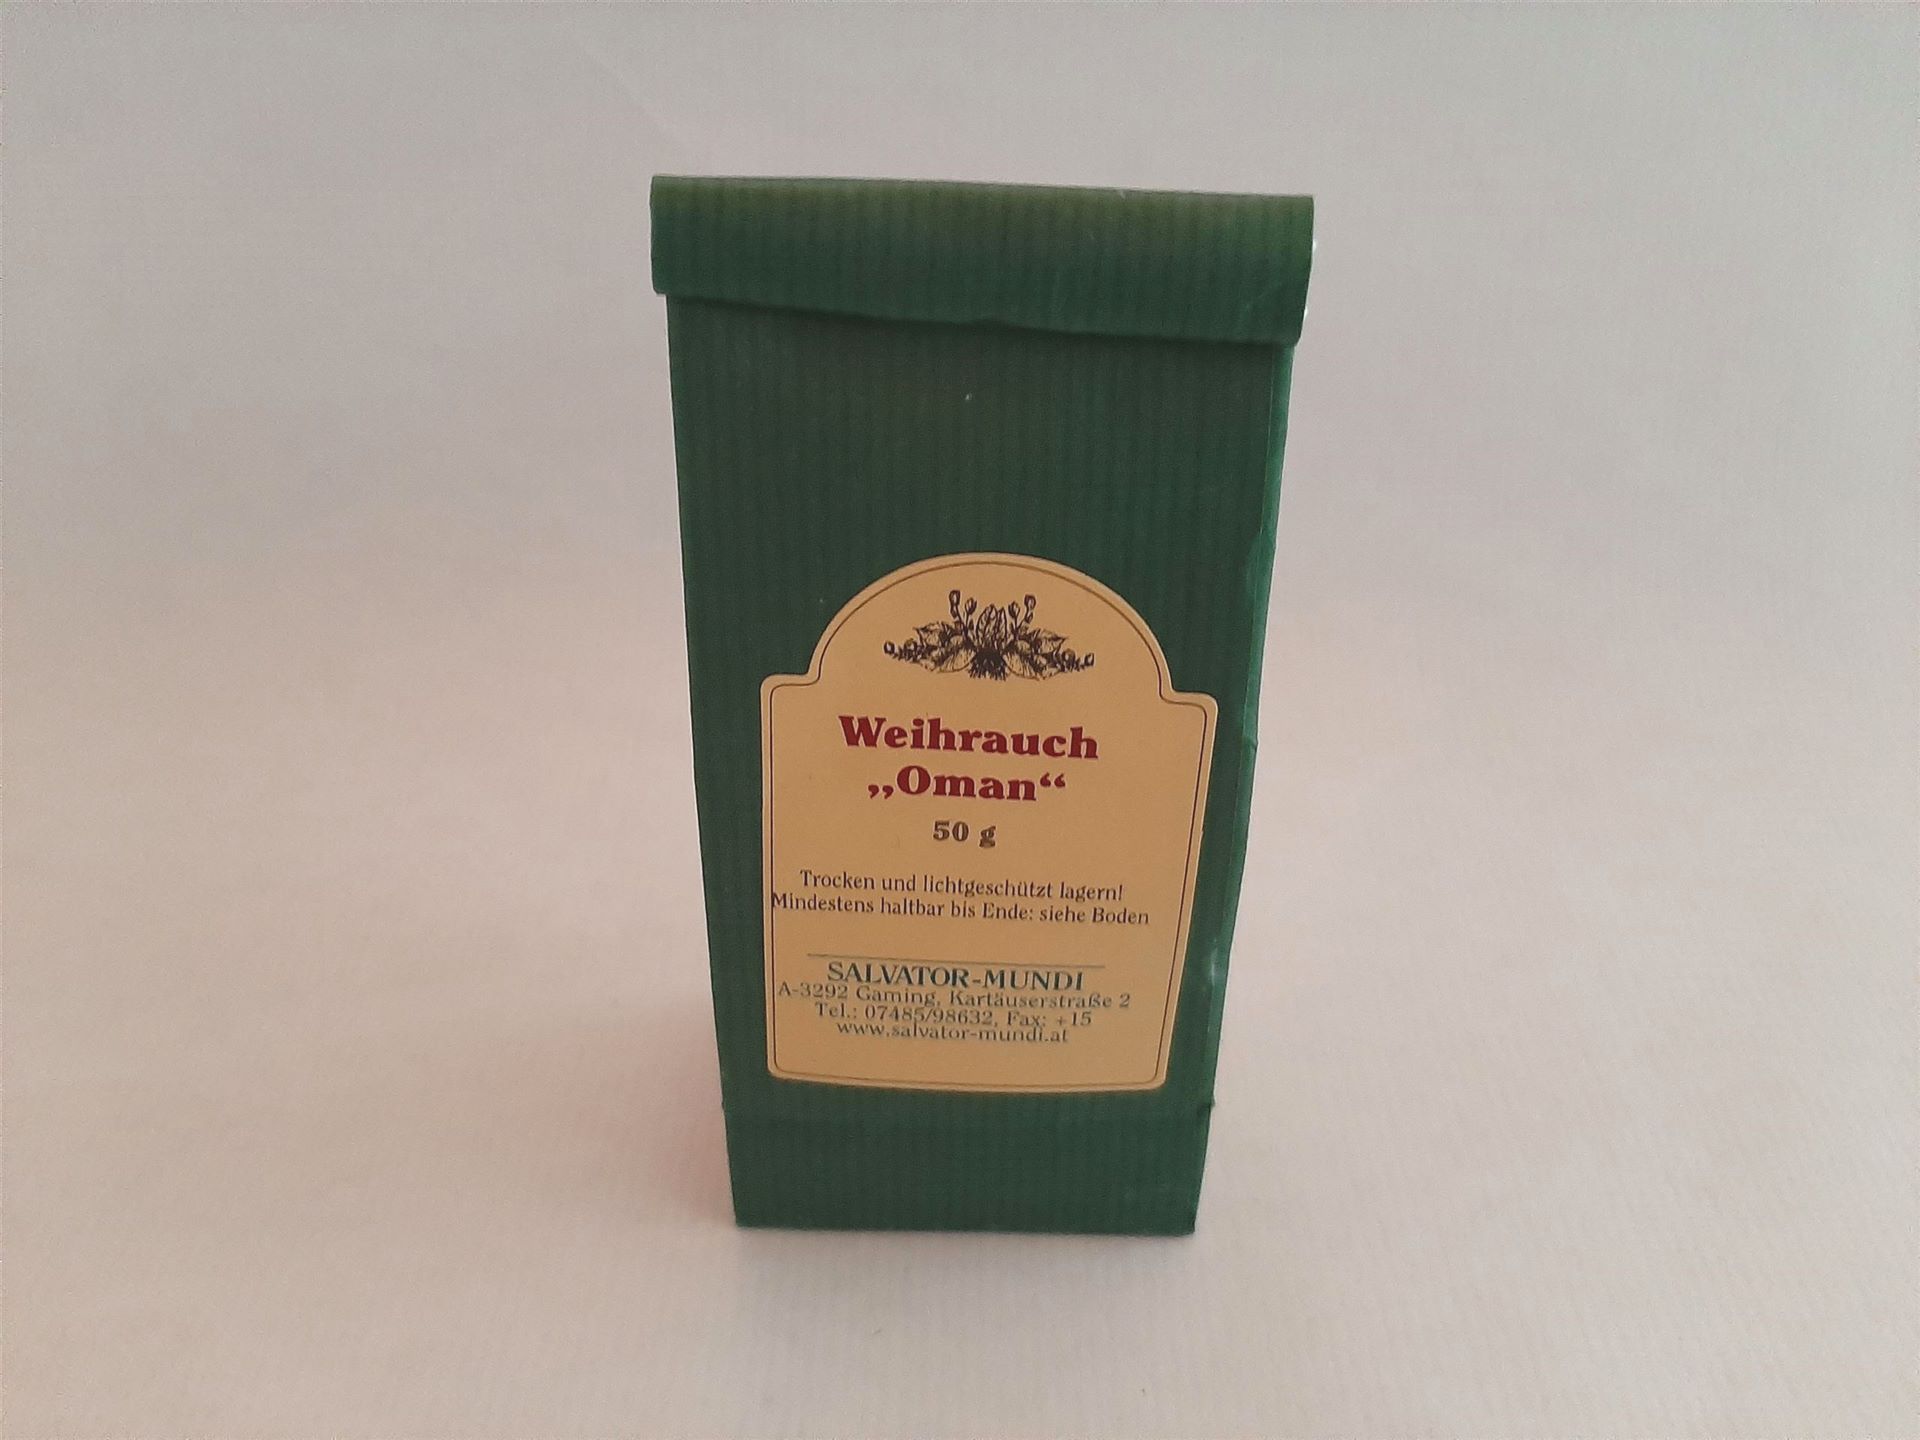 Weihrauch
„Oman“
50 g
Trocken und lichtgeschützt lagern!
Mindestens haltbar bis Ende: siehe Boden
SALVATOR-MUNDI
A-3292 Gaming, Kartäuserstraße 2
Tel.: 07485/98632, Fax: +15
www.salvator-mundi.at